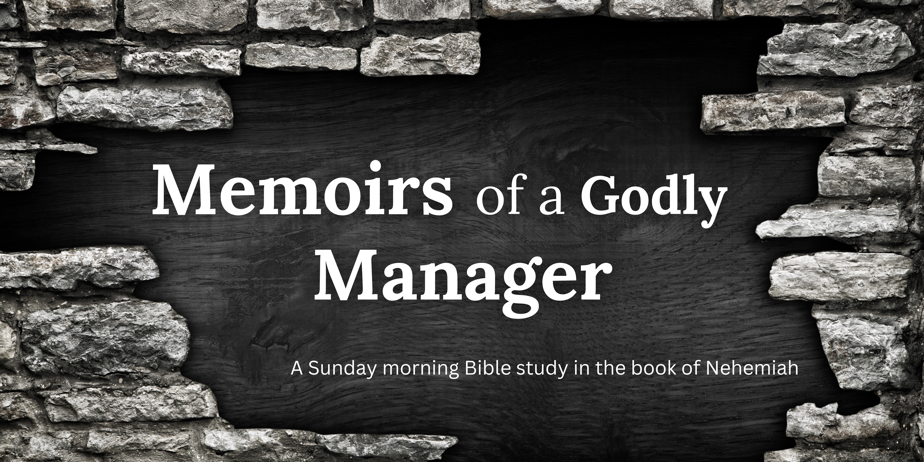 Memoirs of a Godly
Manager
A Sunday morning Bible study in the book of Nehemiah